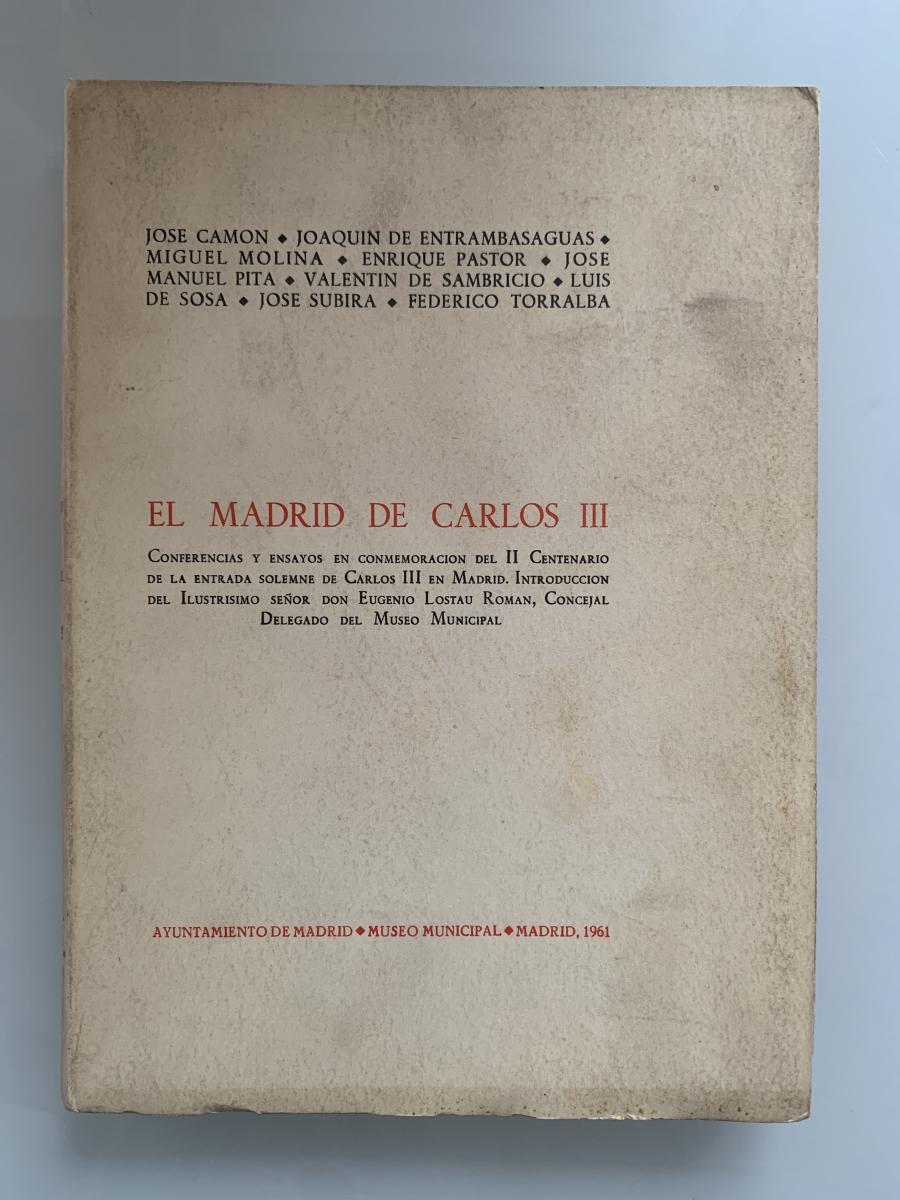 JOSE CAMON ◆ JOAQUIN DE ENTRAMBASAGUAS ◆
MIGUEL MOLINA ◆ ENRIQUE PASTOR ◆ JOSE
MANUEL PITA ◆ VALENTIN DE SAMBRICIO ◆ LUIS
DE SOSA ◆ JOSE SUBIRA ◆ FEDERICO TORRALBA
EL MADRID DE CARLOS III
CONFERENCIAS Y ENSAYOS EN CONMEMORACION DEL II CENTENARIO
DE LA ENTRADA SOLEMNE DE CARLOS III EN MADRID. INTRODUCCION
DEL ILUSTRISIMO SEÑOR DON EUGENIO LOSTAU ROMAN, CONCEJAL
DELEGADO DEL MUSEO MUNICIPAL
AYUNTAMIENTO DE MADRID ◆ MUSEO MUNICIPAL ◆ MADRID, 1961